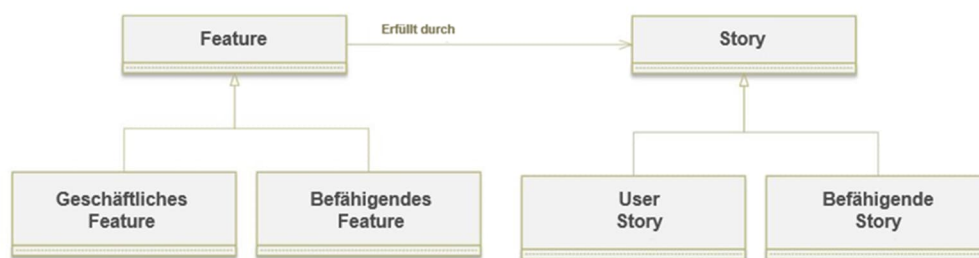 Erfüllt durch
Feature
Story
Geschäftliches
Feature
Befähigendes
Feature
User
Story
Befähigende
Story